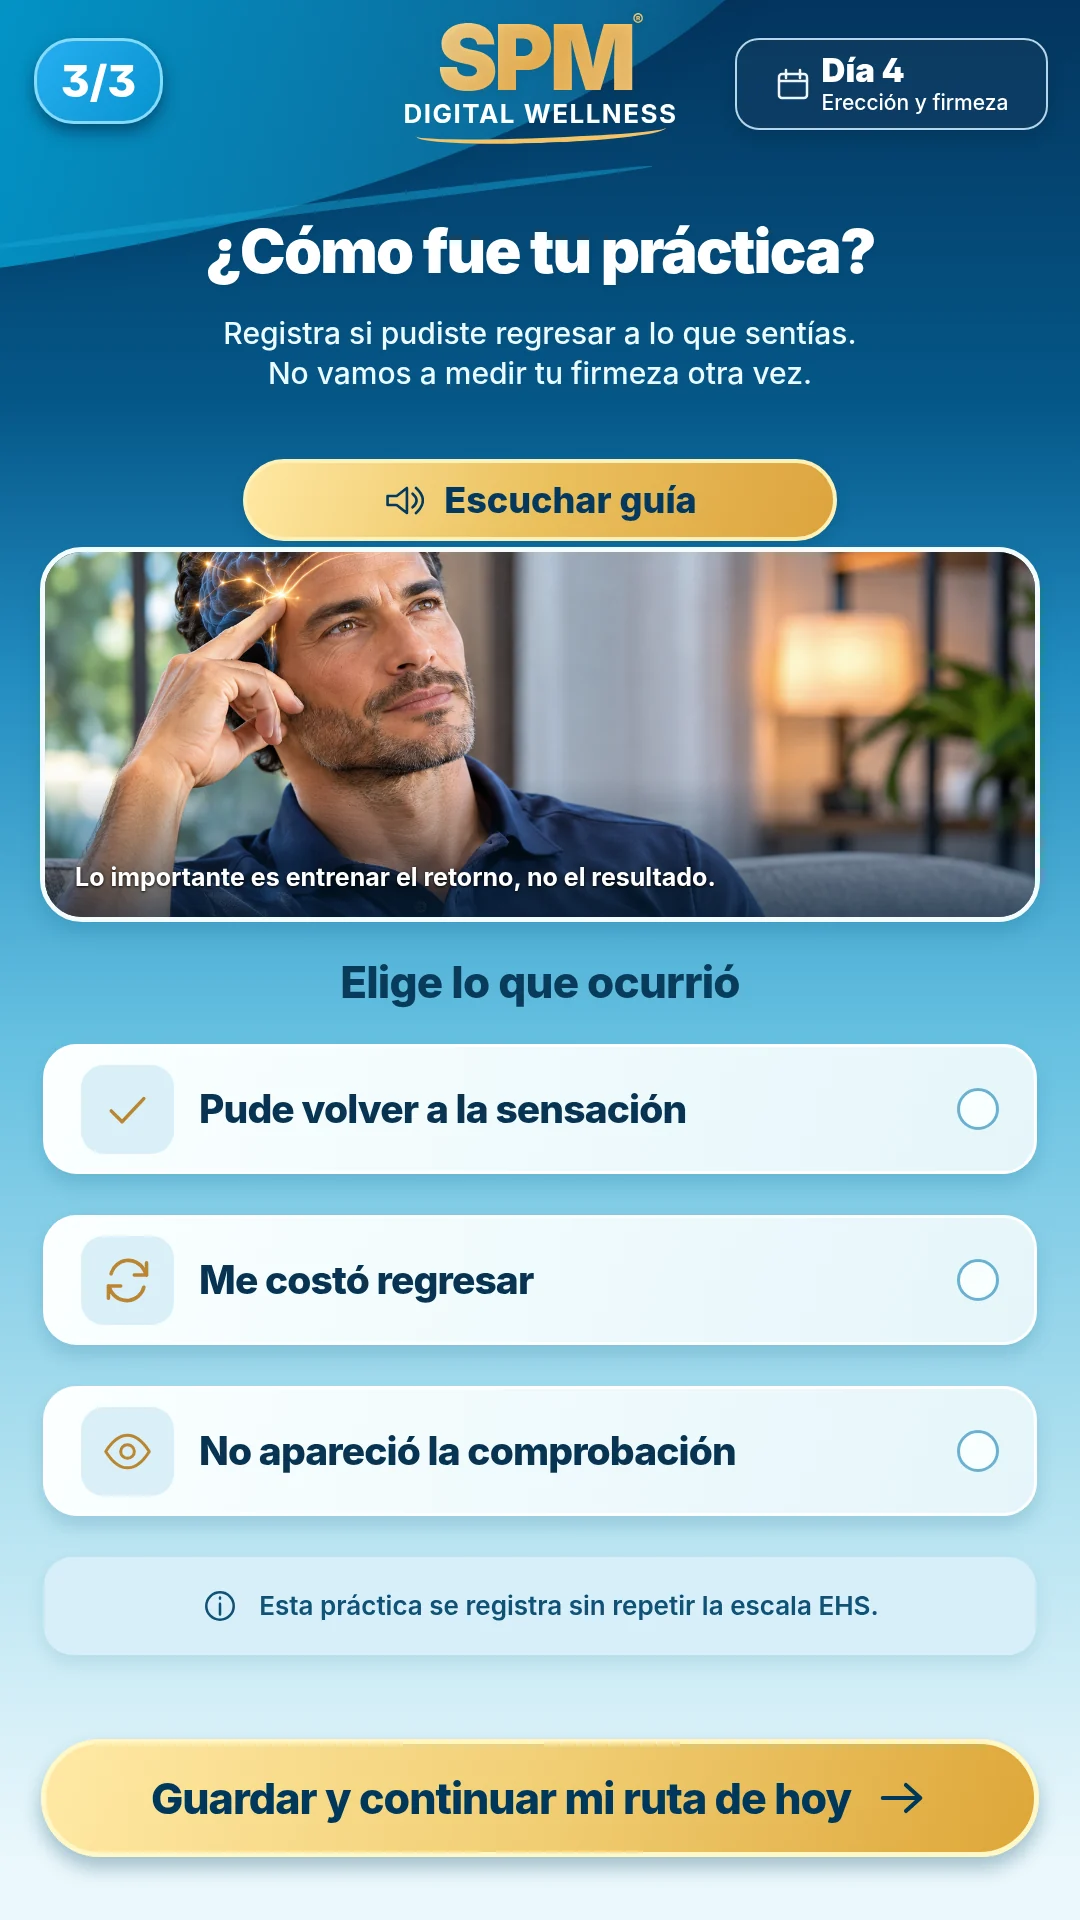 3/3
SPM®
DIGITAL WELLNESS
Día 4
Erección y firmeza
¿Cómo fue tu práctica?
Registra si pudiste regresar a lo que sentías.
No vamos a medir tu firmeza otra vez.
Escuchar guía
Lo importante es entrenar el retorno, no el resultado.
Elige lo que ocurrió
Pude volver a la sensación
Me costó regresar
No apareció la comprobación
Esta práctica se registra sin repetir la escala EHS.
Guardar y continuar mi ruta de hoy